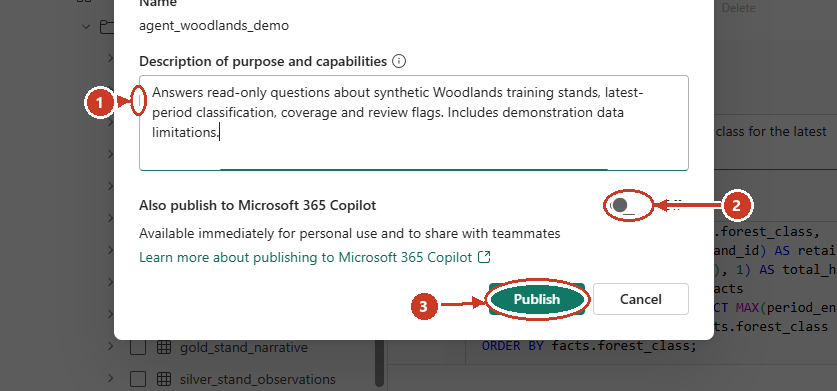 Name
Delete
agent_woodlands_demo
Description of purpose and capabilities
1
Answers read-only questions about synthetic Woodlands training stands, latest-
period classification, coverage and review flags. Includes demonstration data
limitations.
class for the latest
Also publish to Microsoft 365 Copilot
2
Available immediately for personal use and to share with teammates
Learn more about publishing to Microsoft 365 Copilot
3
Publish
Cancel
.forest_class,
and_id) AS retai
), 1) AS total_h
acts
CT MAX(period_en
ts.forest_class
ORDER BY facts.forest_class;
gold_stand_narrative
silver_stand_observations